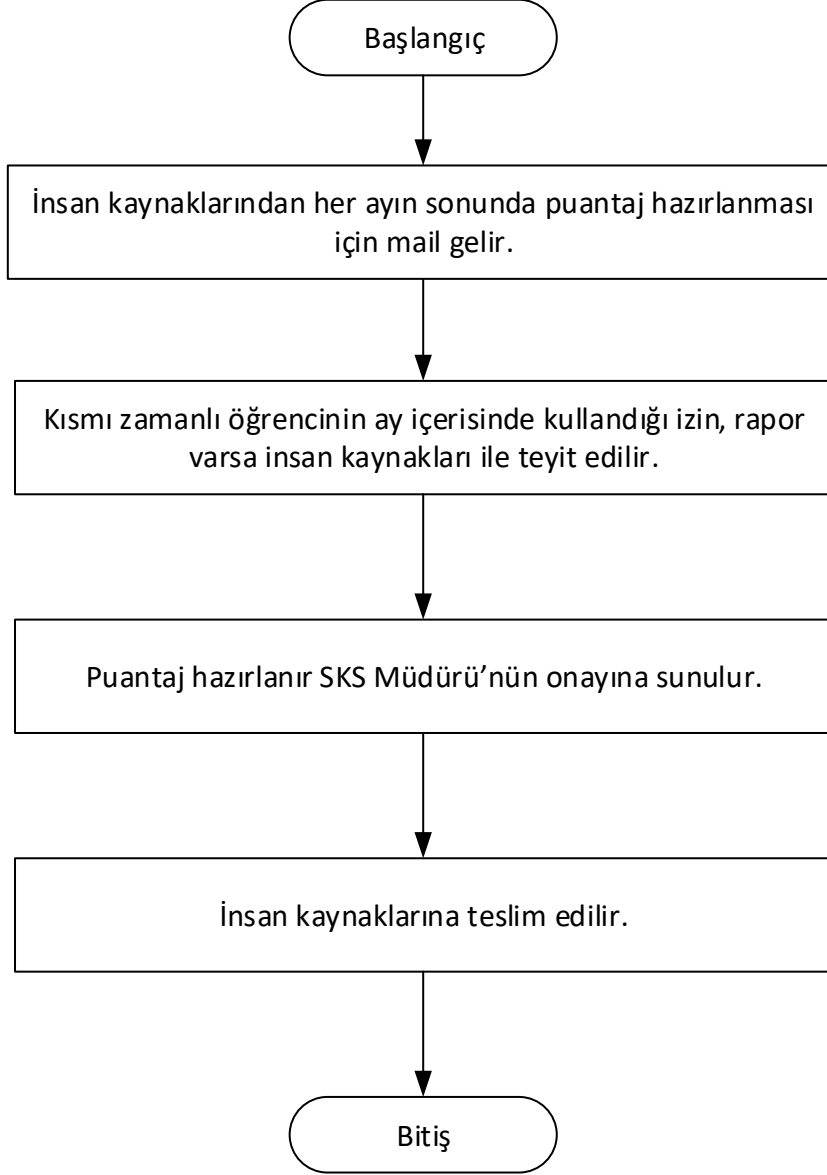 Başlangıç
İnsan kaynaklarından her ayın sonunda puantaj hazırlanması
için mail gelir.
Kısmı zamanlı öğrencinin ay içerisinde kullandığı izin, rapor
varsa insan kaynakları ile teyit edilir.
Puantaj hazırlanır SKS Müdürü’nün onayına sunulur.
İnsan kaynaklarına teslim edilir.
Bitiş